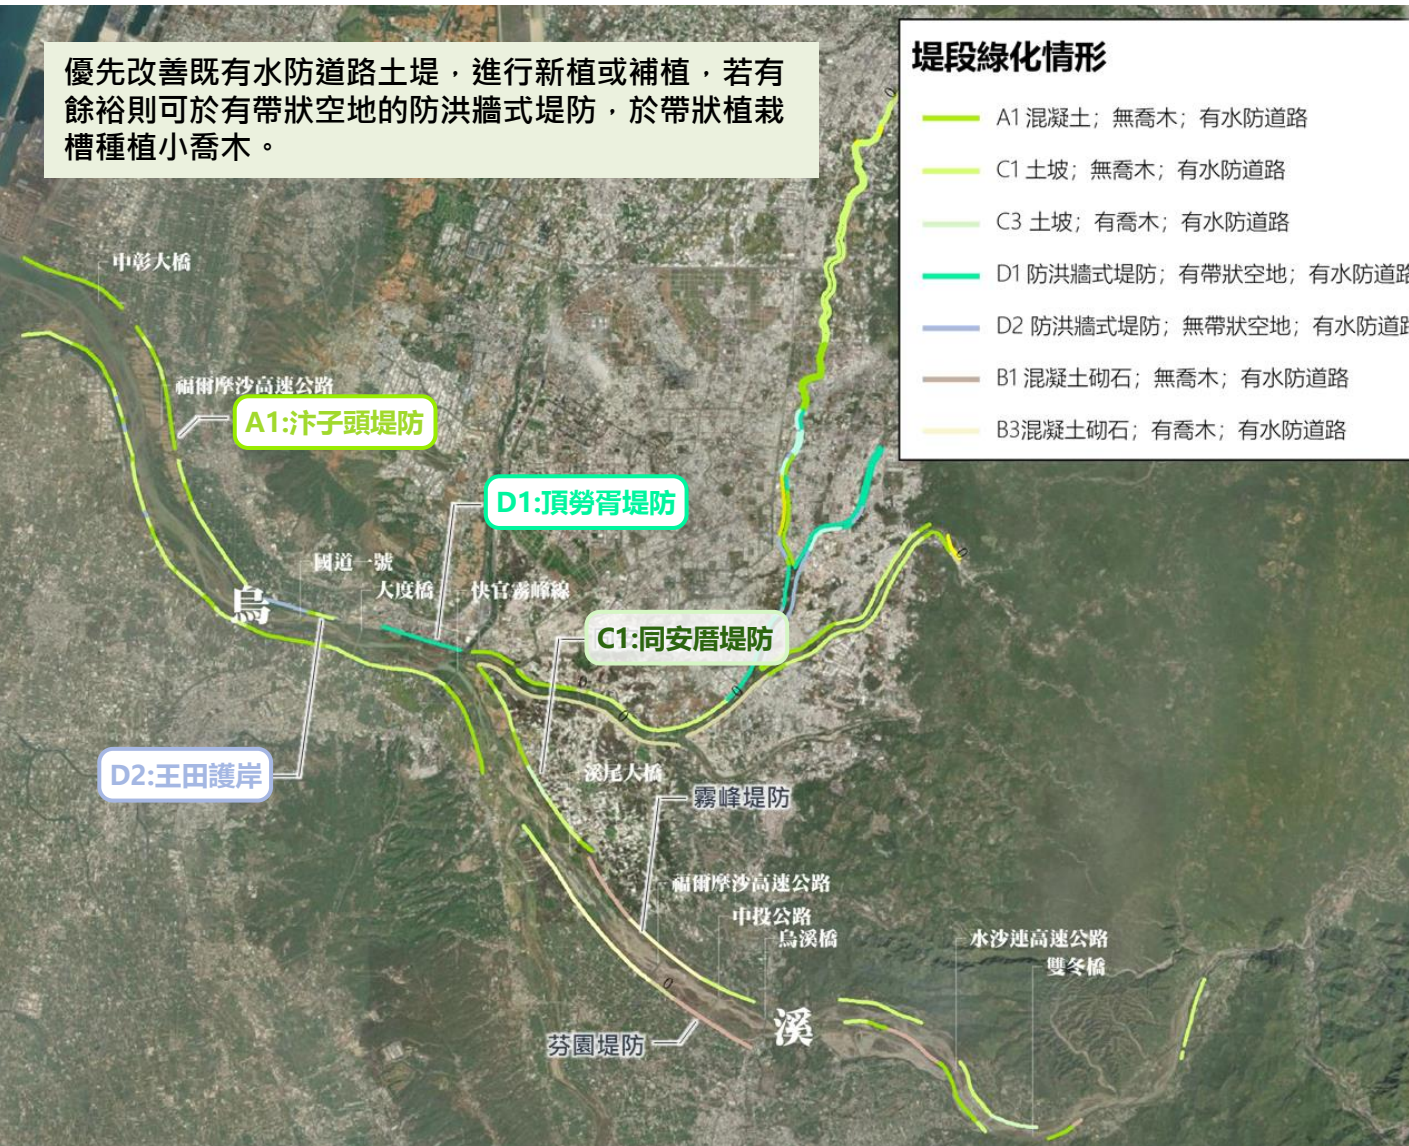 優先改善既有水防道路土堤，進行新植或補植，若有
餘裕則可於有帶狀空地的防洪牆式堤防，於帶狀植栽
槽種植小喬木。
堤段綠化情形
A1 混凝土；無喬木；有水防道路
C1 土坡；無喬木；有水防道路
C3 土坡；有喬木；有水防道路
D1 防洪牆式堤防；有帶狀空地；有水防道路
D2 防洪牆式堤防；無帶狀空地；有水防道路
B1 混凝土砌石；無喬木；有水防道路
B3混凝土砌石；有喬木；有水防道路
中彰大橋
福爾摩沙高速公路
A1:汴子頭堤防
D1:頂勞胥堤防
國道一號
大度橋
快官霧峰線
烏
C1:同安厝堤防
D2:王田護岸
溪尾大橋
霧峰堤防
福爾摩沙高速公路
中投公路
烏溪橋
水沙連高速公路
雙冬橋
溪
芬園堤防